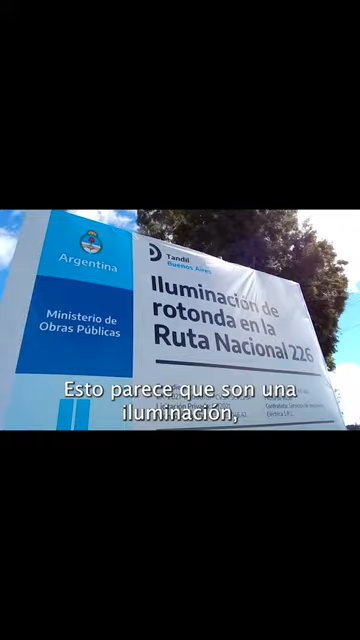 Argentina
Ministerio de
Obras Públicas
Tandil
Buenos Aires
Iluminación de
rotonda en la
Ruta Nacional 226
Esto parece que son una
iluminación,